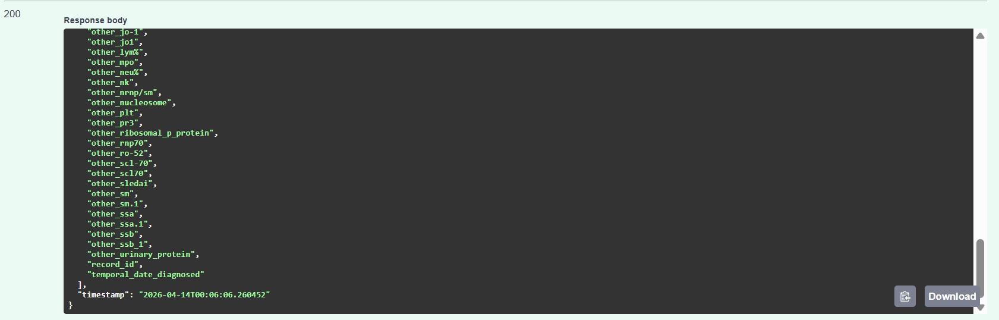 200
Response body
"other_jo-1",
"other_jo1",
"other_lym%",
"other_mpo",
"other_neu%",
"other_nk",
"other_nrnp/sm",
"other_nucleosome",
"other_plt",
"other_pr3",
"other_ribosomal_p_protein",
"other_rnp70",
"other_ro-52",
"other_scl-70",
"other_scl70",
"other_sledai",
"other_sm",
"other_sm.1",
"other_ssa",
"other_ssa.1",
"other_ssb",
"other_ssb_1",
"other_urinary_protein",
"record_id",
"temporal_date_diagnosed"
],
"timestamp": "2026-04-14T00:06:06.260452"
}
Download